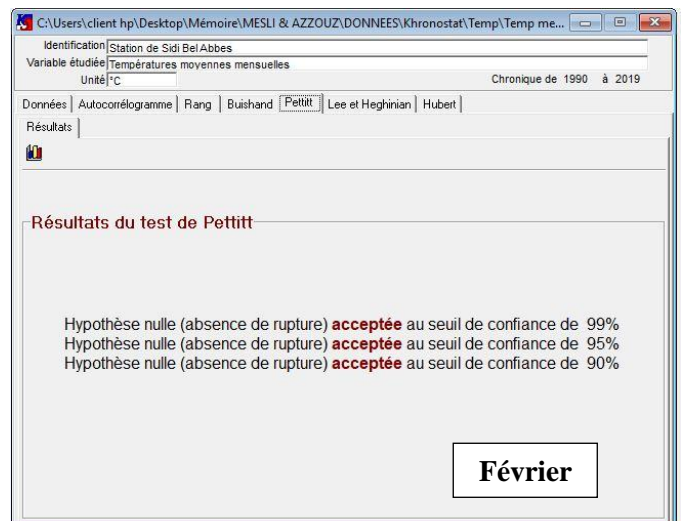 C:\Users\client hp\Desktop\Mémoire\MESLI & AZZOUZ\DONNEES\Khronostat\Temp\Temp me...
Identification Station de Sidi Bel Abbes
Variable étudiée Températures moyennes mensuelles
Unité °C Chronique de 1990 à 2019
Données Autocorrélogramme Rang Buishand Pettitt Lee et Heghinian Hubert
Résultats
Résultats du test de Pettitt
Hypothèse nulle (absence de rupture) acceptée au seuil de confiance de 99%
Hypothèse nulle (absence de rupture) acceptée au seuil de confiance de 95%
Hypothèse nulle (absence de rupture) acceptée au seuil de confiance de 90%
Février